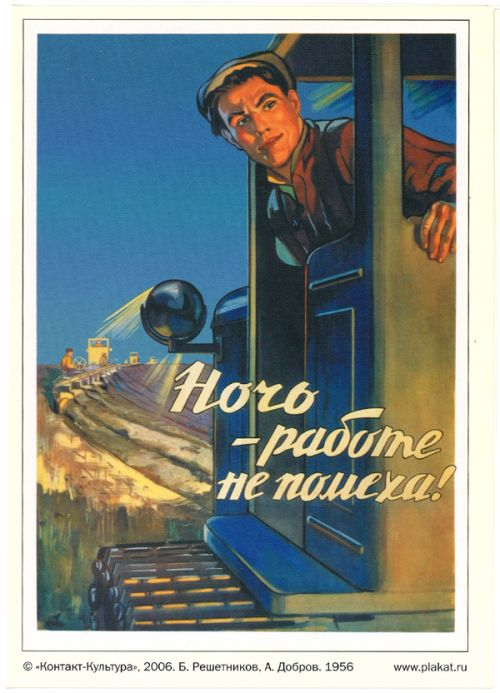 Ночь
– работе
не помеха!
© «Контакт-Культура», 2006. Б. Решетников, А. Добров. 1956
www.plakat.ru